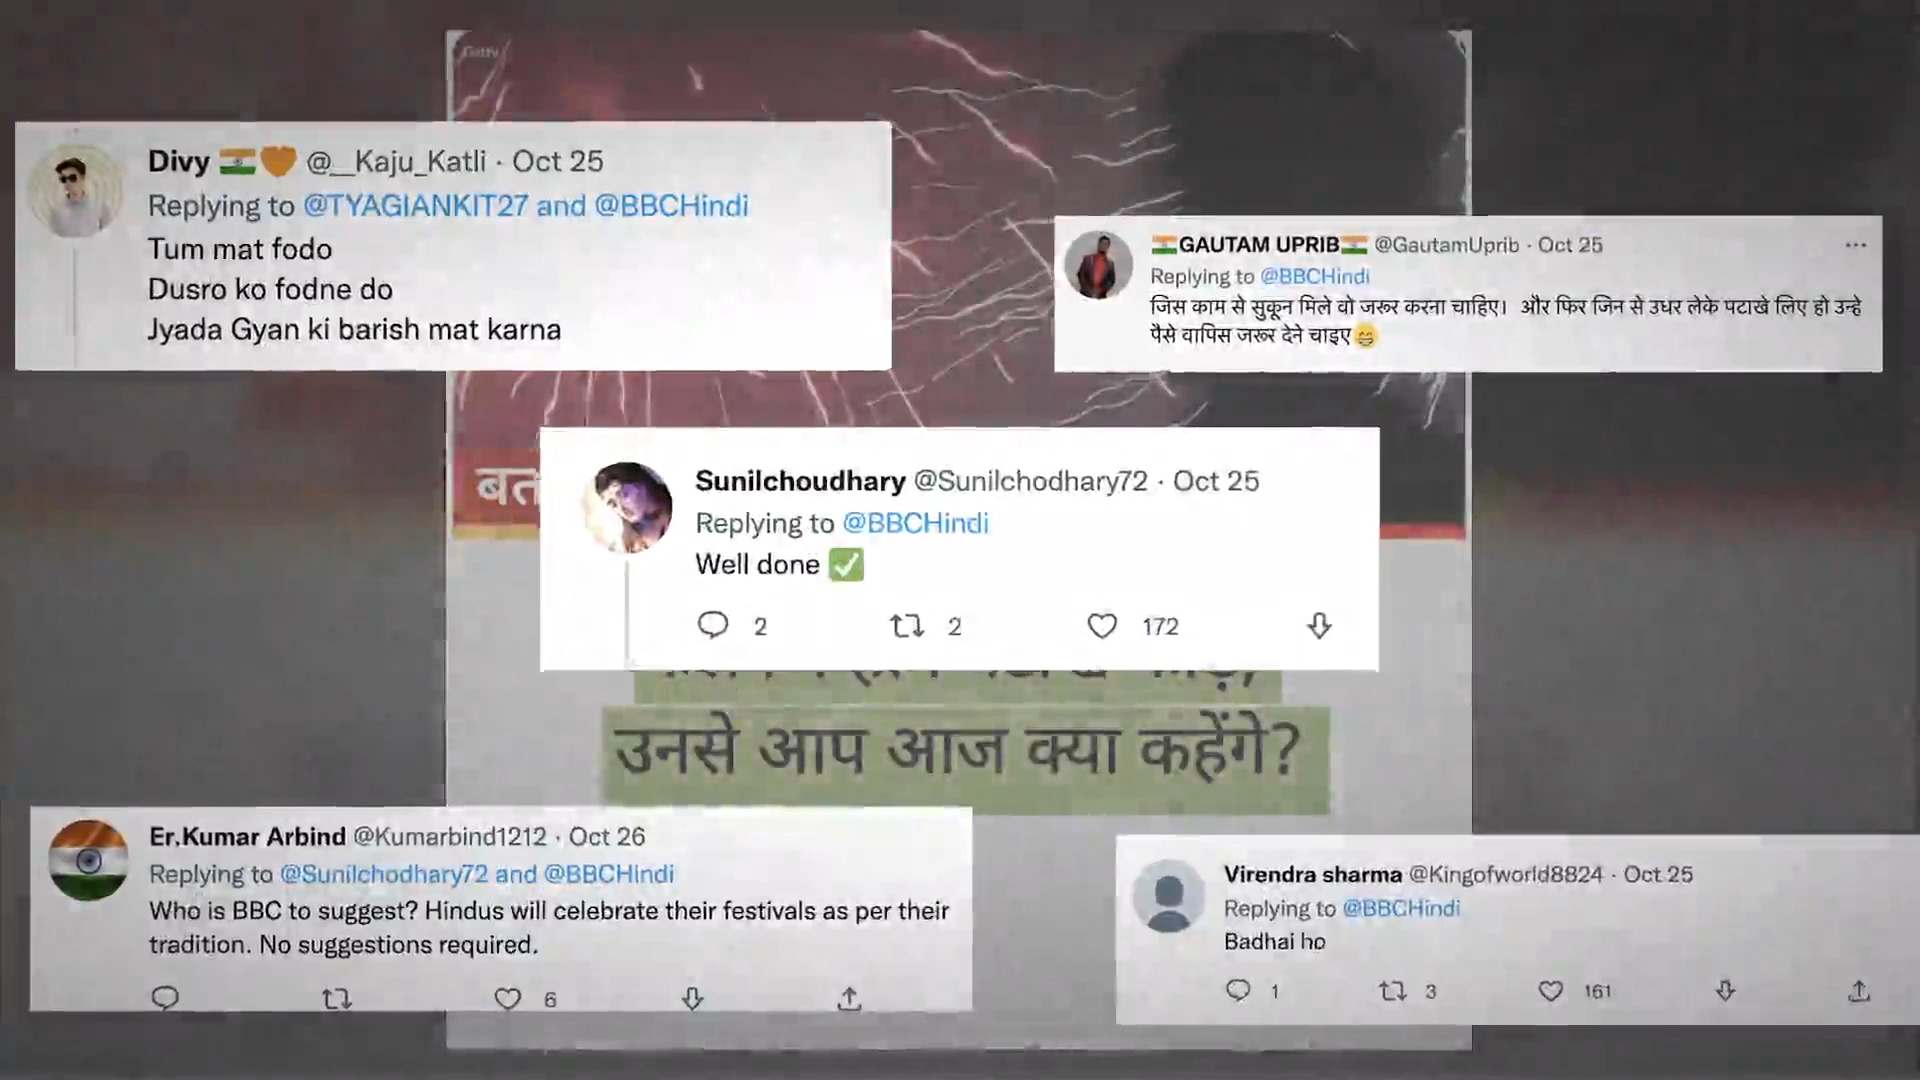 Getty
Divy 🇮🇳🧡 @__Kaju_Katli · Oct 25
Replying to @TYAGIANKIT27 and @BBCHindi
Tum mat fodo
Dusro ko fodne do
Jyada Gyan ki barish mat karna
🇮🇳GAUTAM UPRIB🇮🇳 @GautamUprib · Oct 25
Replying to @BBCHindi
जिस काम से सुकून मिले वो जरूर करना चाहिए। और फिर जिन से उधर लेके पटाखे लिए हो उन्हे
पैसे वापिस जरूर देने चाइए😁
Sunilchoudhary @Sunilchodhary72 · Oct 25
Replying to @BBCHindi
Well done ✅
2 2 172
उनसे आप आज क्या कहेंगे?
Er.Kumar Arbind @Kumarbind1212 · Oct 26
Replying to @Sunilchodhary72 and @BBCHindi
Who is BBC to suggest? Hindus will celebrate their festivals as per their
tradition. No suggestions required.
6
Virendra sharma @Kingofworld8824 · Oct 25
Replying to @BBCHindi
Badhai ho
1 3 161